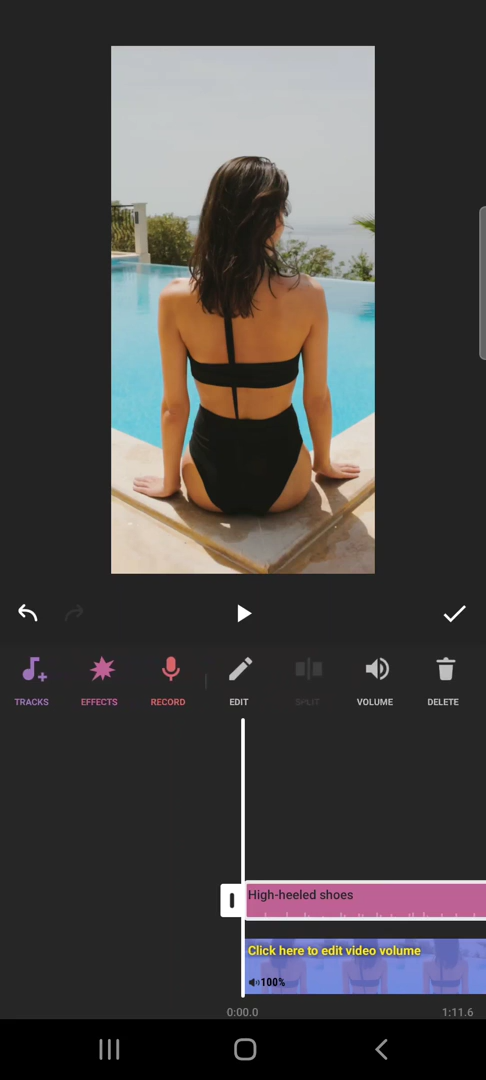 TRACKS EFFECTS RECORD EDIT SPLIT VOLUME DELETE
High-heeled shoes
Click here to edit video volume
100%
0:00.0 1:11.6